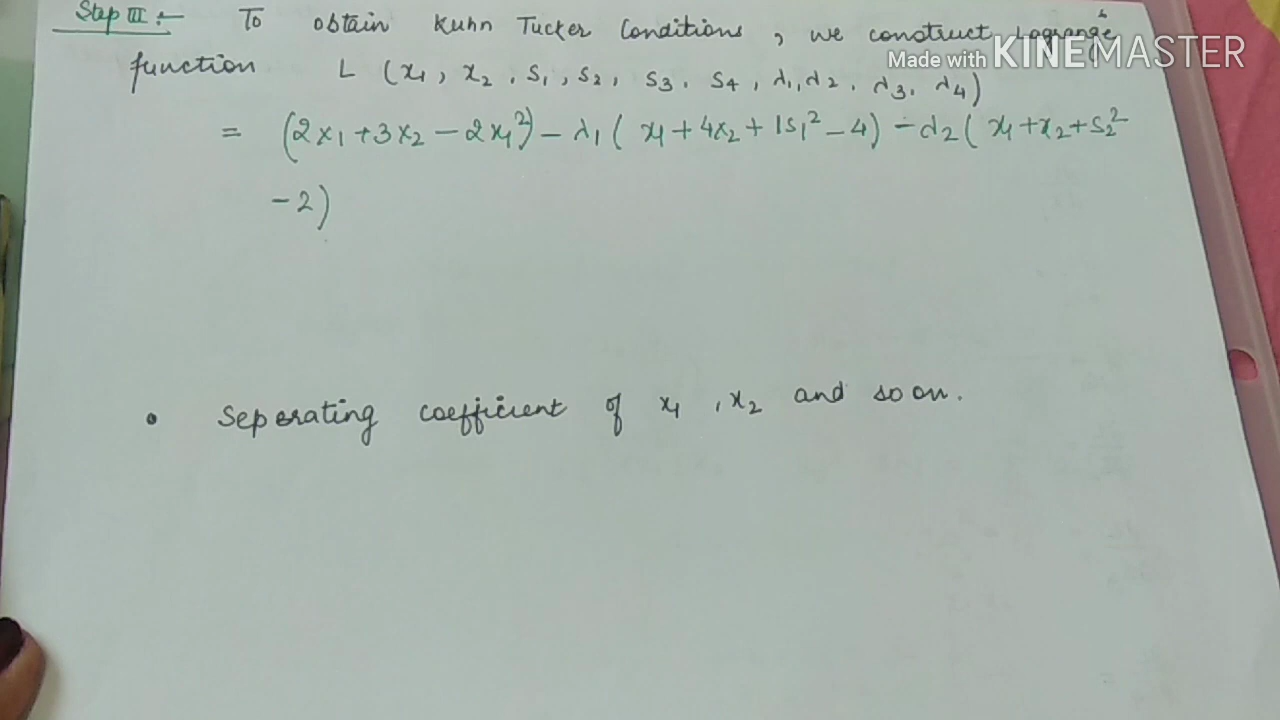 Step III :- To obtain Kuhn Tucker Conditions, we construct Lagrange
Made with KINEMASTER
function L (x₁, x₂, S₁, S₂, S₃, S₄, λ₁, λ₂, λ₃, λ₄)
= (2x₁ + 3x₂ - 2x₁²) - λ₁ ( x₁ + 4x₂ + 1S₁² - 4) - λ₂ ( x₁ + x₂ + S₂²
- 2)
• Seperating coefficient of x₁, x₂ and so on.